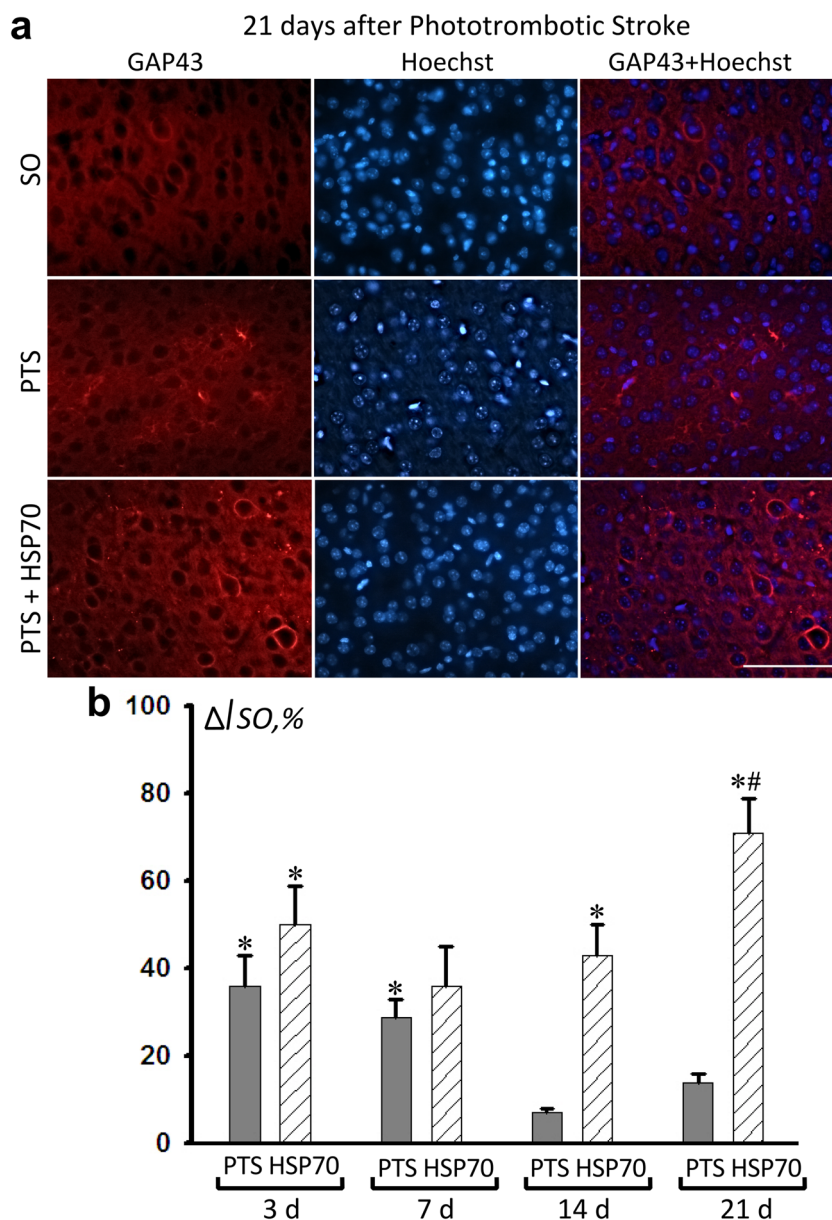 a
21 days after Phototrombotic Stroke
GAP43 Hoechst GAP43+Hoechst
SO
PTS
PTS + HSP70
b
Δ/SO,%
100
80
60
40
20
0
* * * * *#
PTS HSP70 PTS HSP70 PTS HSP70 PTS HSP70
3 d 7 d 14 d 21 d